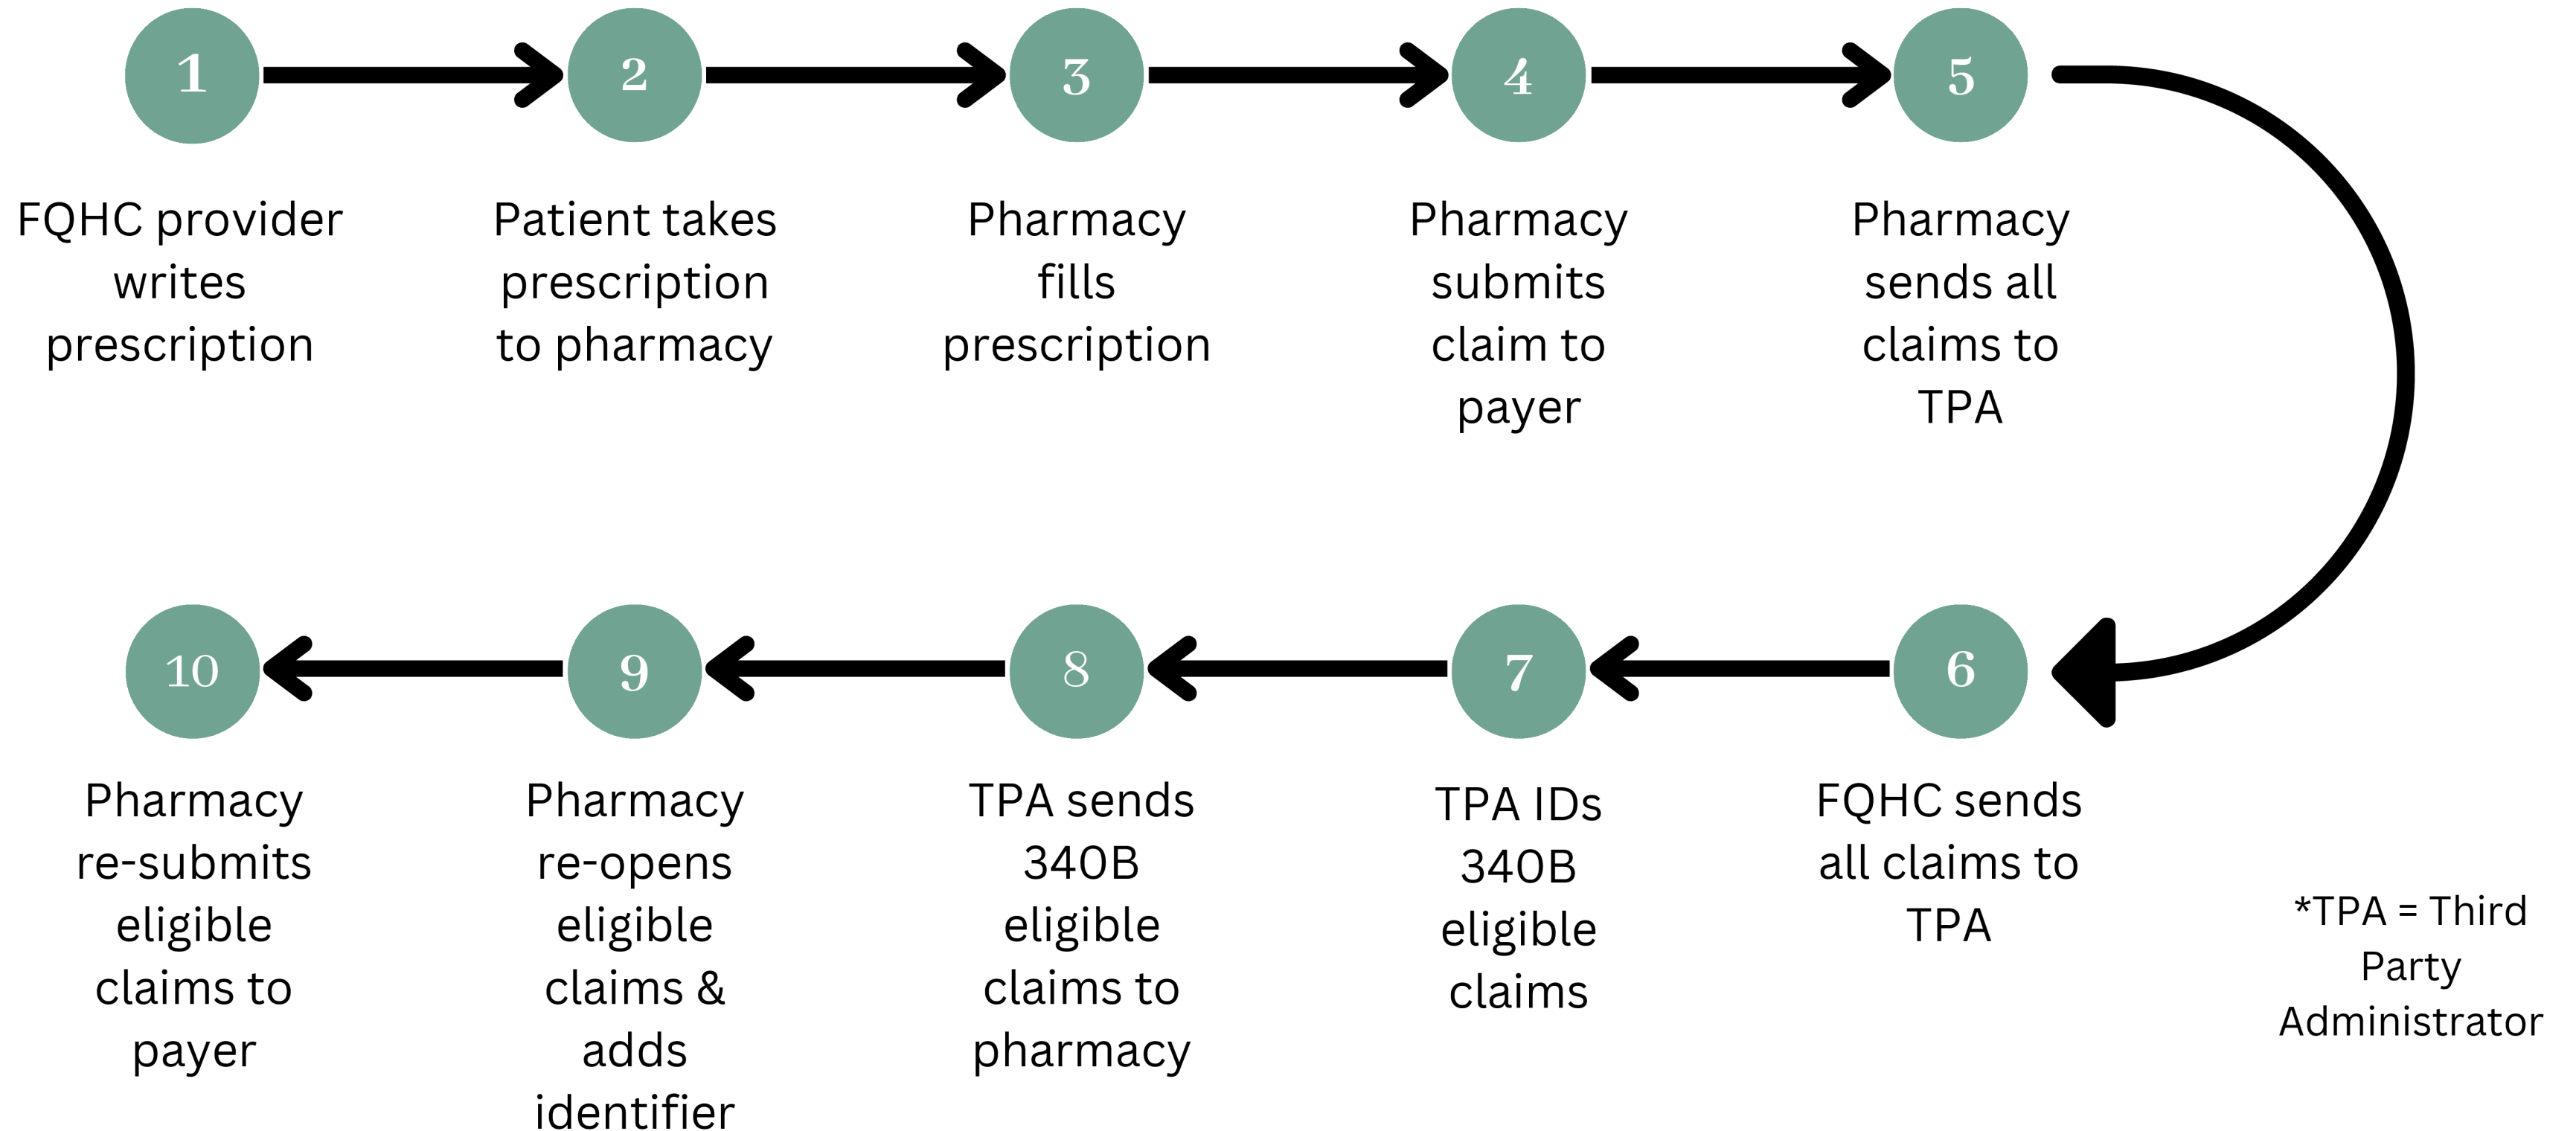 1
FQHC provider
writes
prescription
2
Patient takes
prescription
to pharmacy
3
Pharmacy
fills
prescription
4
Pharmacy
submits
claim to
payer
5
Pharmacy
sends all
claims to
TPA
6
FQHC sends
all claims to
TPA
7
TPA IDs
340B
eligible
claims
8
TPA sends
340B
eligible
claims to
pharmacy
9
Pharmacy
re-opens
eligible
claims &
adds
identifier
10
Pharmacy
re-submits
eligible
claims to
payer
*TPA = Third
Party
Administrator